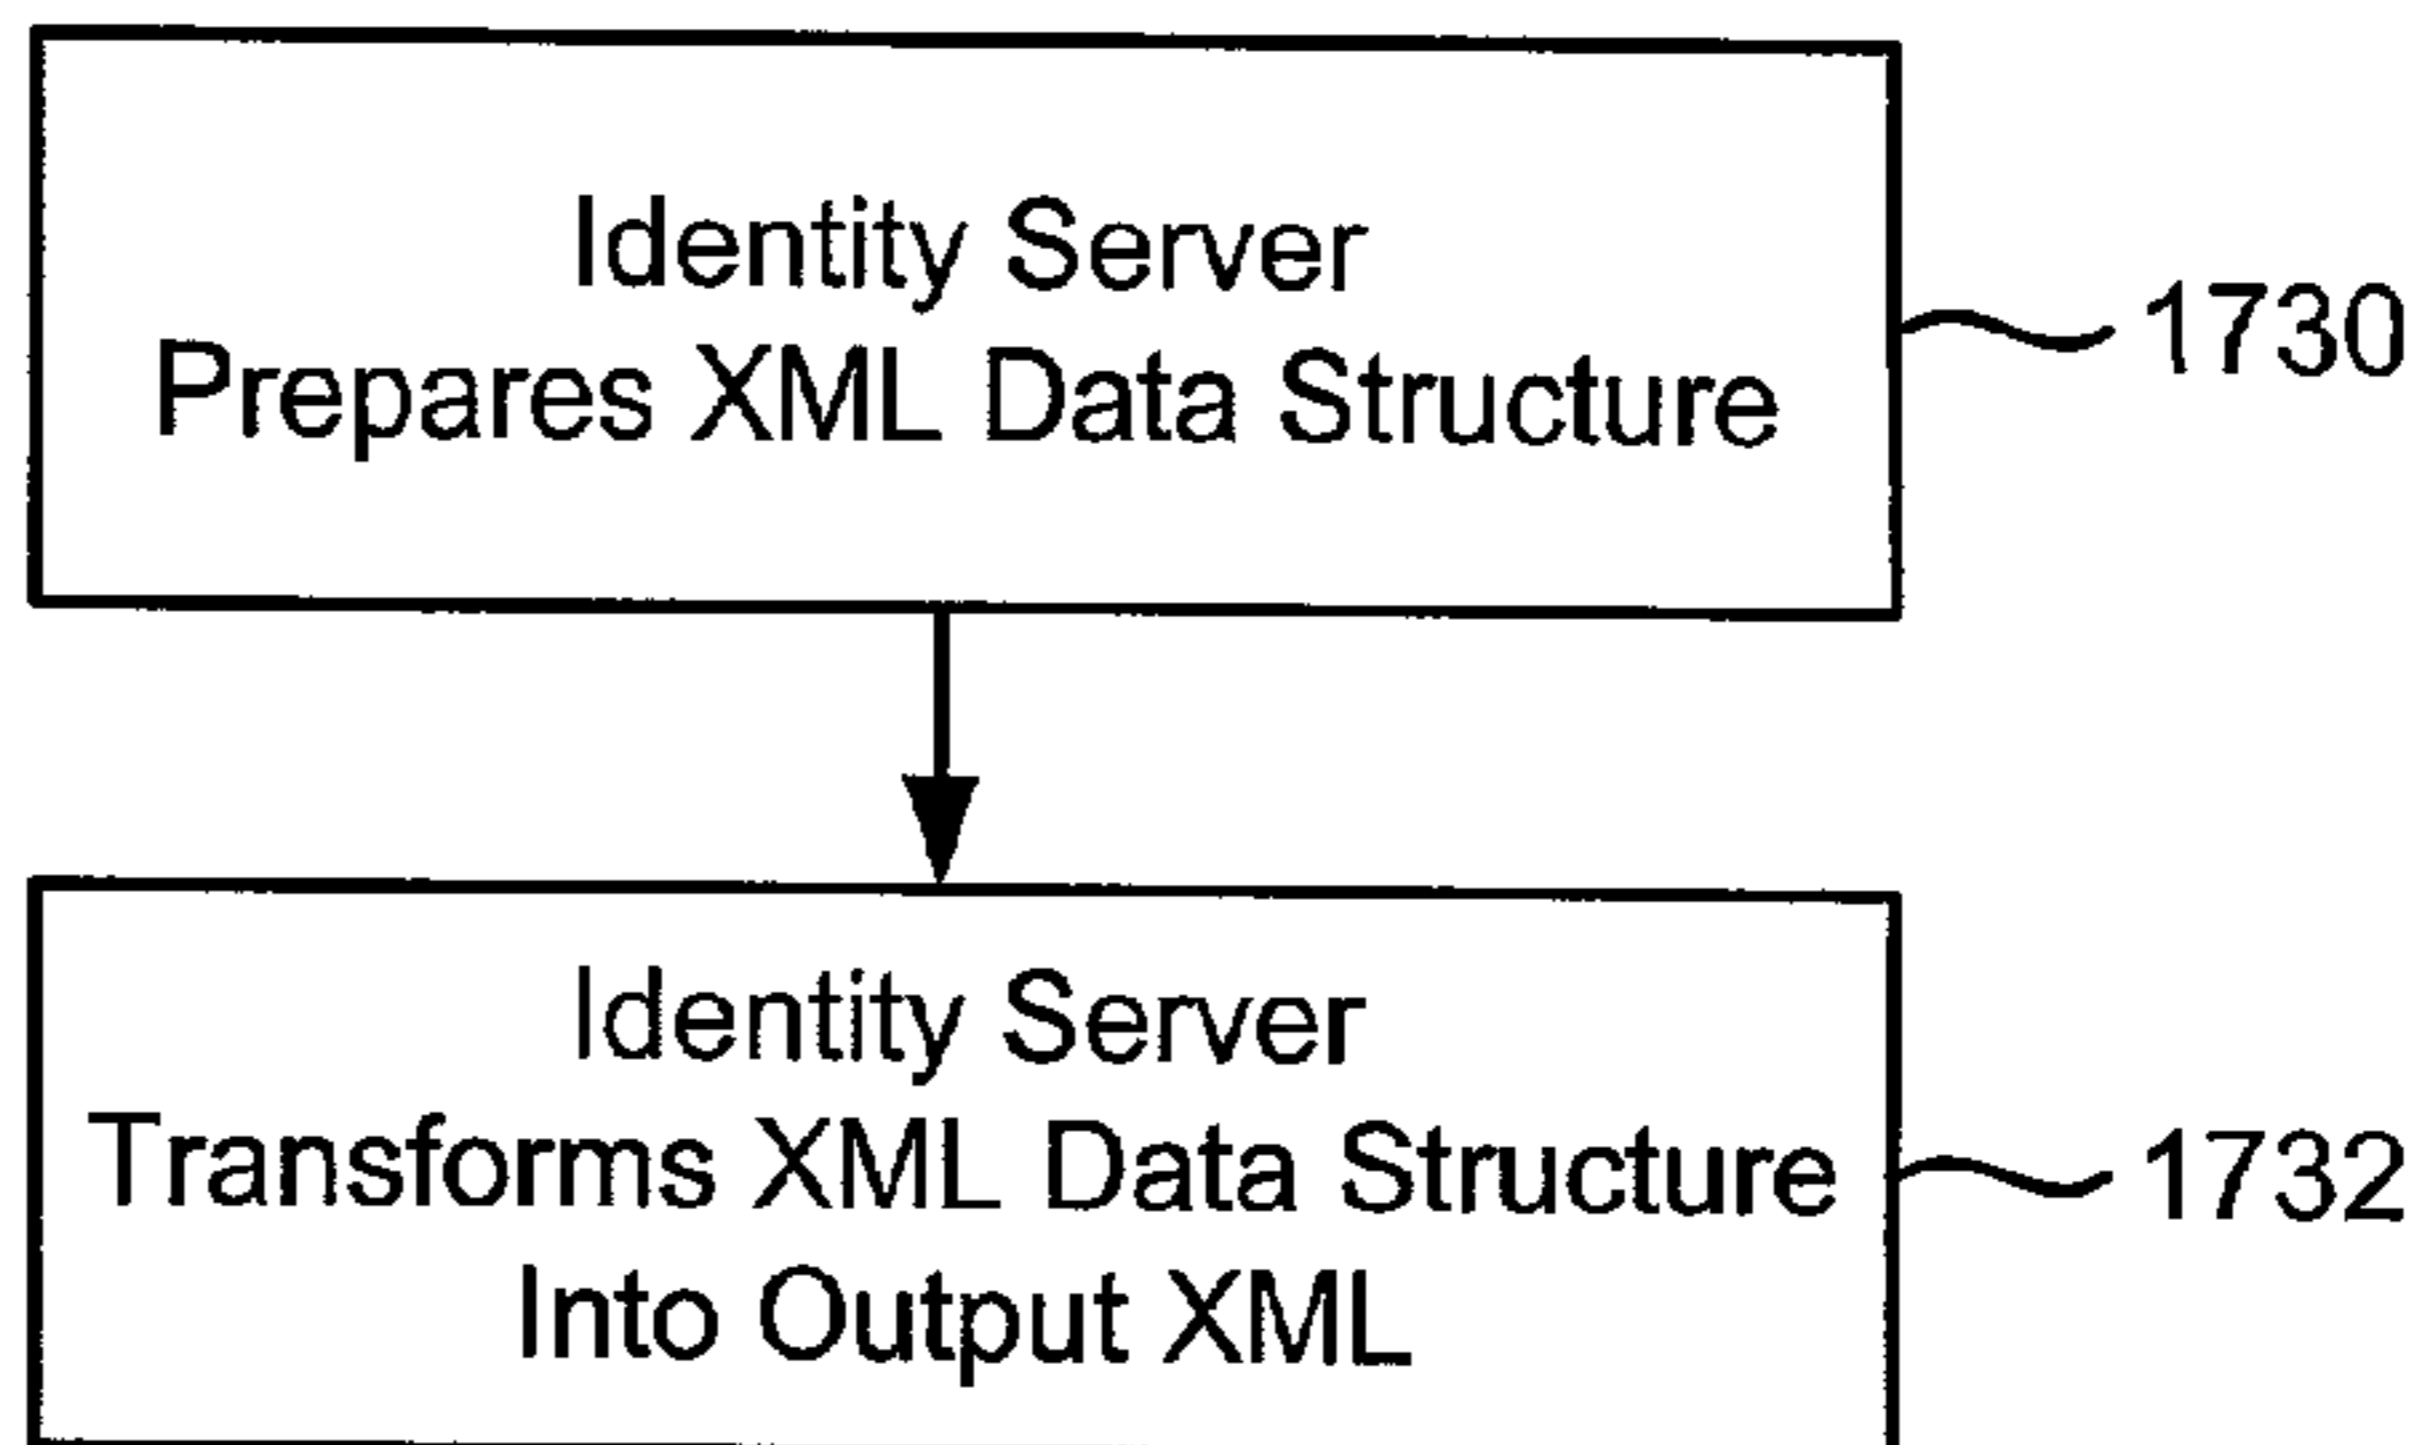 Identity Server
Prepares XML Data Structure
1730
Identity Server
Transforms XML Data Structure
Into Output XML
1732